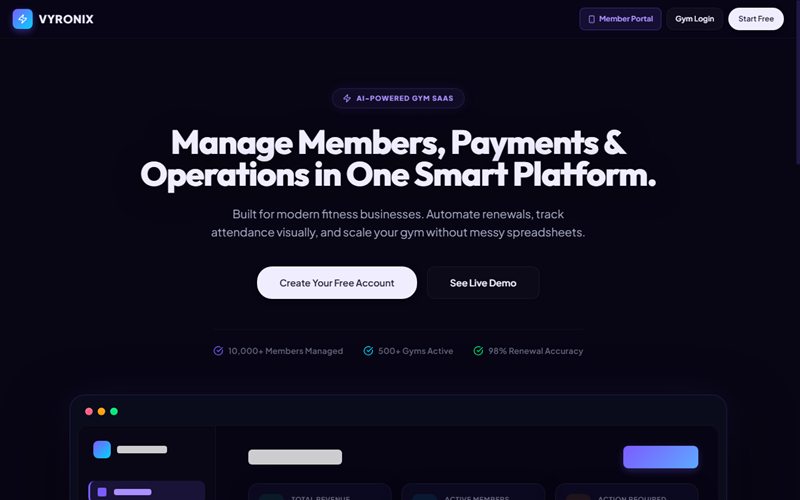 VYRONIX
Member Portal
Gym Login
Start Free
AI-POWERED GYM SAAS
Manage Members, Payments &
Operations in One Smart Platform.
Built for modern fitness businesses. Automate renewals, track
attendance visually, and scale your gym without messy spreadsheets.
Create Your Free Account
See Live Demo
10,000+ Members Managed
500+ Gyms Active
98% Renewal Accuracy
TOTAL REVENUE
ACTIVE MEMBERS
ACTION REQUIRED